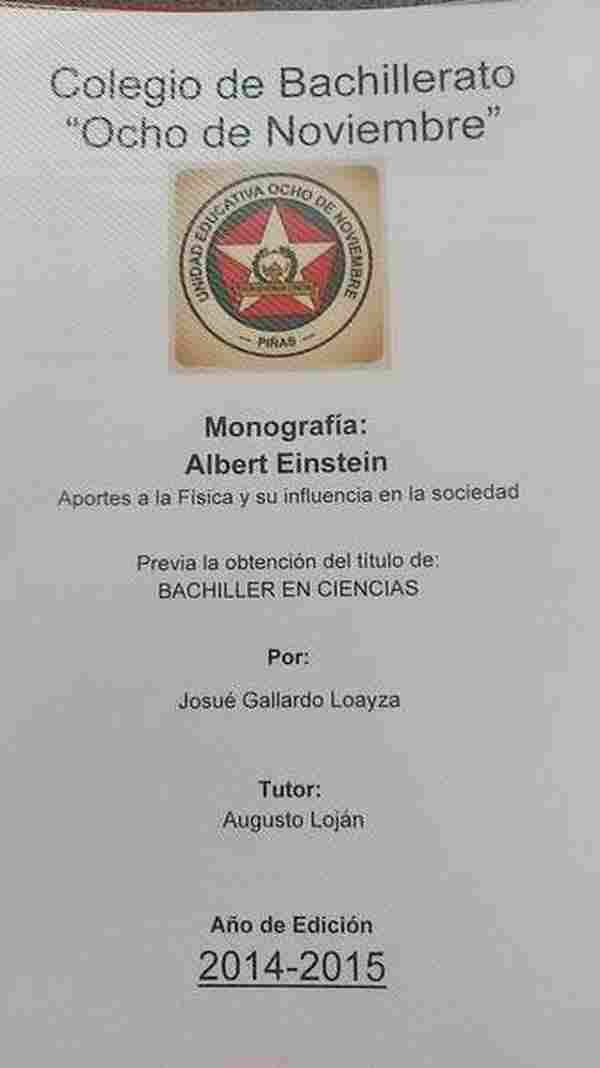 Colegio de Bachillerato
“Ocho de Noviembre”
UNIDAD EDUCATIVA OCHO DE NOVIEMBRE
— PIÑAS —
Monografía:
Albert Einstein
Aportes a la Física y su influencia en la sociedad
Previa la obtención del titulo de:
BACHILLER EN CIENCIAS
Por:
Josué Gallardo Loayza
Tutor:
Augusto Loján
Año de Edición
2014-2015